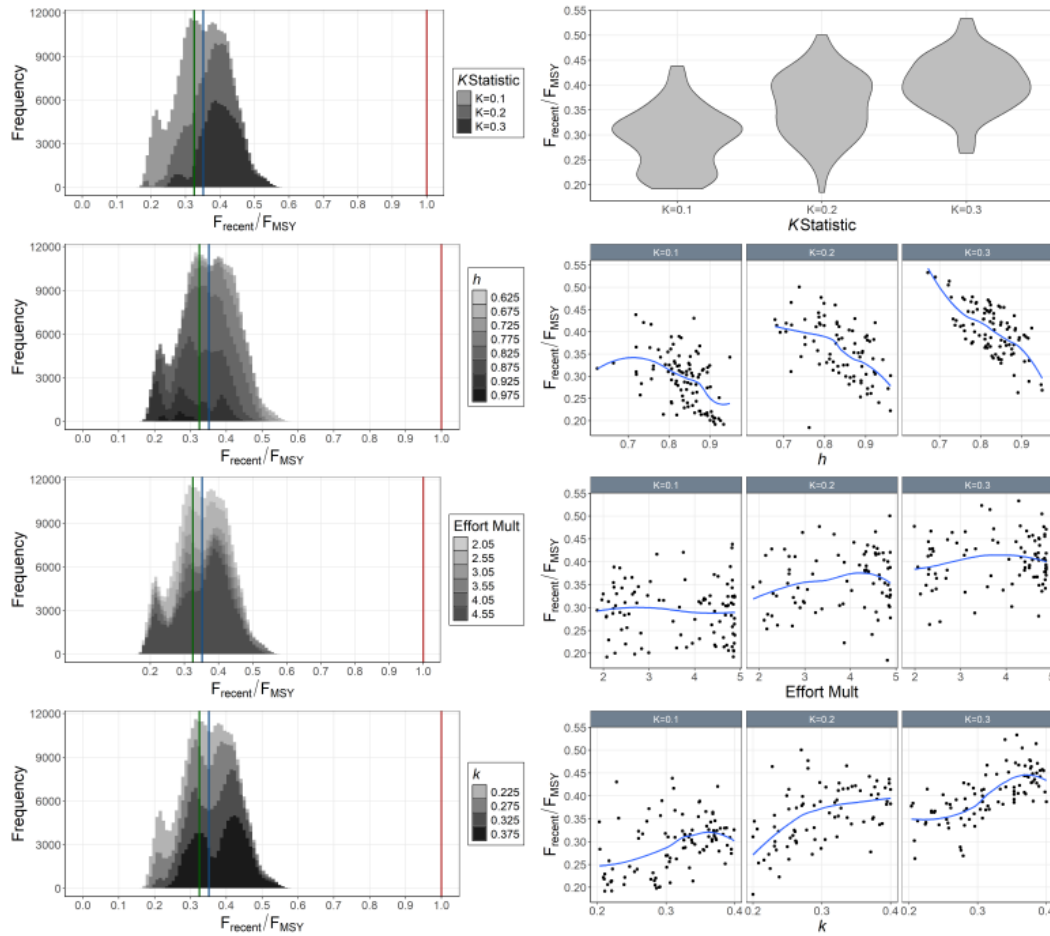 12000
9000
6000
3000
0
Frequency
0.0 0.1 0.2 0.3 0.4 0.5 0.6 0.7 0.8 0.9 1.0
Frecent/FMSY
K Statistic
K=0.1
K=0.2
K=0.3
0.55
0.50
0.45
0.40
0.35
0.30
0.25
0.20
Frecent/FMSY
K=0.1 K=0.2 K=0.3
K Statistic
12000
9000
6000
3000
0
Frequency
0.0 0.1 0.2 0.3 0.4 0.5 0.6 0.7 0.8 0.9 1.0
Frecent/FMSY
h
0.625
0.675
0.725
0.775
0.825
0.875
0.925
0.975
K=0.1 K=0.2 K=0.3
0.55
0.50
0.45
0.40
0.35
0.30
0.25
0.20
Frecent/FMSY
0.7 0.8 0.9 0.7 0.8 0.9 0.7 0.8 0.9
h
12000
9000
6000
3000
0
Frequency
0.2 0.3 0.4 0.5 0.6 0.7 0.8 0.9 1.0
Frecent/FMSY
Effort Mult
2.05
2.55
3.05
3.55
4.05
4.55
K=0.1 K=0.2 K=0.3
0.55
0.50
0.45
0.40
0.35
0.30
0.25
0.20
Frecent/FMSY
2 3 4 5 2 3 4 5 2 3 4 5
Effort Mult
12000
9000
6000
3000
0
Frequency
0.0 0.1 0.2 0.3 0.4 0.5 0.6 0.7 0.8 0.9 1.0
Frecent/FMSY
k
0.225
0.275
0.325
0.375
K=0.1 K=0.2 K=0.3
0.55
0.50
0.45
0.40
0.35
0.30
0.25
0.20
Frecent/FMSY
0.2 0.3 0.4 0.2 0.3 0.4 0.2 0.3 0.4
k